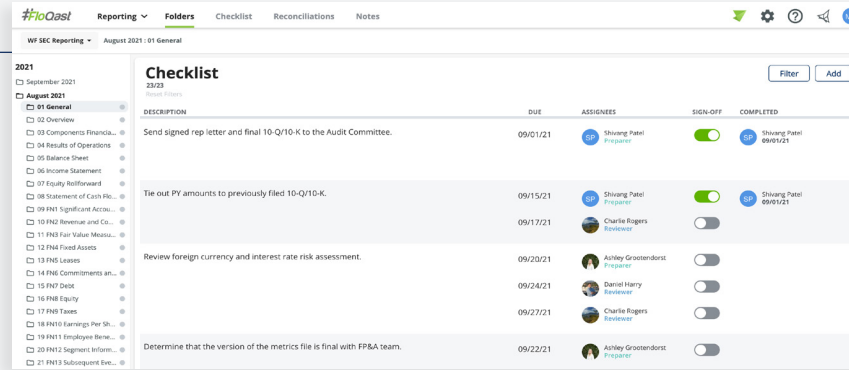 FloQast
Reporting
Folders
Checklist
Reconciliations
Notes
WF SEC Reporting
August 2021 : 01 General
2021
September 2021
August 2021
01 General
02 Overview
03 Components Financia...
04 Results of Operations
05 Balance Sheet
06 Income Statement
07 Equity Rollforward
08 Statement of Cash Flo...
09 FN1 Significant Accou...
10 FN2 Revenue and Co...
11 FN3 Fair Value Measu...
12 FN4 Fixed Assets
13 FN5 Leases
14 FN6 Commitments an...
15 FN7 Debt
16 FN8 Equity
17 FN9 Taxes
18 FN10 Earnings Per Sh...
19 FN11 Employee Bene...
20 FN12 Segment Inform...
21 FN13 Subsequent Eve...
Checklist
23/23
Reset Filters
Filter
Add
DESCRIPTION DUE ASSIGNEES SIGN-OFF COMPLETED
Send signed rep letter and final 10-Q/10-K to the Audit Committee.
09/01/21
SP
Shivang Patel
Preparer
SP
Shivang Patel
09/01/21
Tie out PY amounts to previously filed 10-Q/10-K.
09/15/21
SP
Shivang Patel
Preparer
SP
Shivang Patel
09/01/21
09/17/21
Charlie Rogers
Reviewer
Review foreign currency and interest rate risk assessment.
09/20/21
Ashley Grootendorst
Preparer
09/24/21
Daniel Harry
Reviewer
09/27/21
Charlie Rogers
Reviewer
Determine that the version of the metrics file is final with FP&A team.
09/22/21
Ashley Grootendorst
Preparer